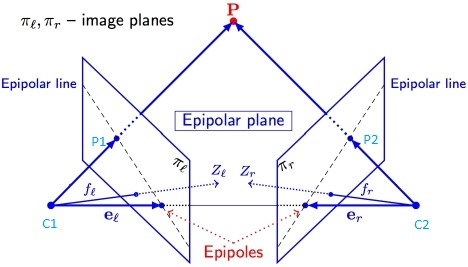 P
πℓ, πr – image planes
Epipolar line
Epipolar line
Epipolar plane
P1
P2
πℓ
πr
Zℓ
Zr
fℓ
fr
C1
eℓ
er
C2
Epipoles